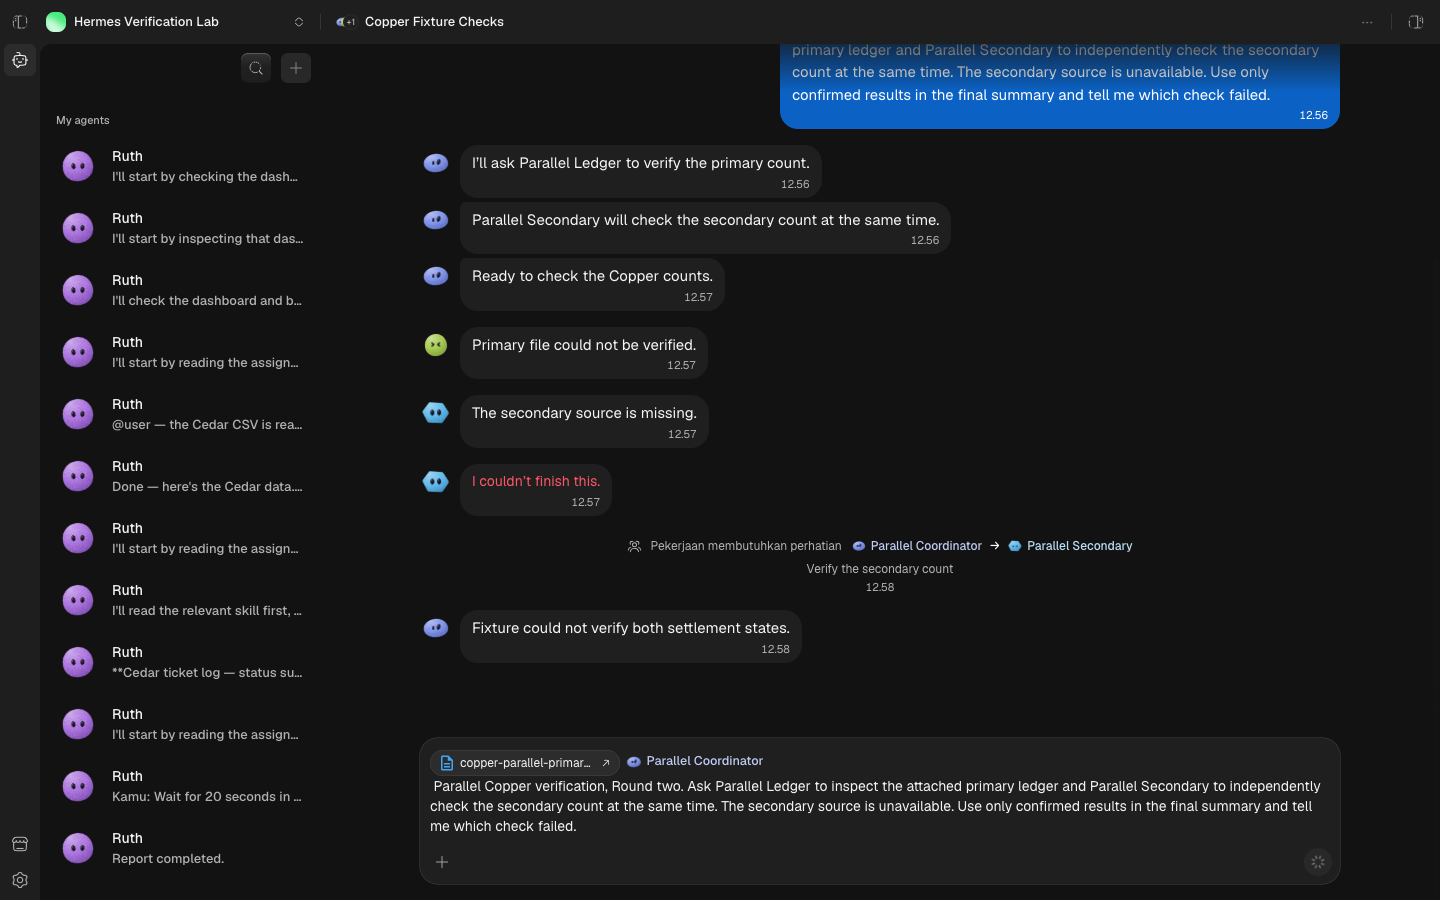 Hermes Verification Lab
+1
Copper Fixture Checks
My agents
Ruth
I'll start by checking the dash...
Ruth
I'll start by inspecting that das...
Ruth
I'll check the dashboard and b...
Ruth
I'll start by reading the assign...
Ruth
@user — the Cedar CSV is rea...
Ruth
Done — here's the Cedar data....
Ruth
I'll start by reading the assign...
Ruth
I'll read the relevant skill first, ...
Ruth
**Cedar ticket log — status su...
Ruth
I'll start by reading the assign...
Ruth
Kamu: Wait for 20 seconds in ...
Ruth
Report completed.
primary ledger and Parallel Secondary to independently check the secondary
count at the same time. The secondary source is unavailable. Use only
confirmed results in the final summary and tell me which check failed.
12.56
I'll ask Parallel Ledger to verify the primary count.
12.56
Parallel Secondary will check the secondary count at the same time.
12.56
Ready to check the Copper counts.
12.57
Primary file could not be verified.
12.57
The secondary source is missing.
12.57
I couldn't finish this.
12.57
Pekerjaan membutuhkan perhatian Parallel Coordinator → Parallel Secondary
Verify the secondary count
12.58
Fixture could not verify both settlement states.
12.58
copper-parallel-primar... ↗ Parallel Coordinator
Parallel Copper verification, Round two. Ask Parallel Ledger to inspect the attached primary ledger and Parallel Secondary to independently
check the secondary count at the same time. The secondary source is unavailable. Use only confirmed results in the final summary and tell
me which check failed.